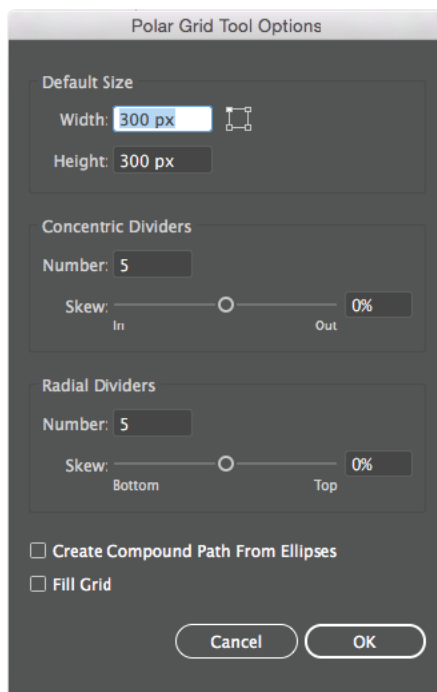 Polar Grid Tool Options
Default Size
Width: 300 px
Height: 300 px
Concentric Dividers
Number: 5
Skew: 0%
In Out
Radial Dividers
Number: 5
Skew: 0%
Bottom Top
Create Compound Path From Ellipses
Fill Grid
Cancel OK